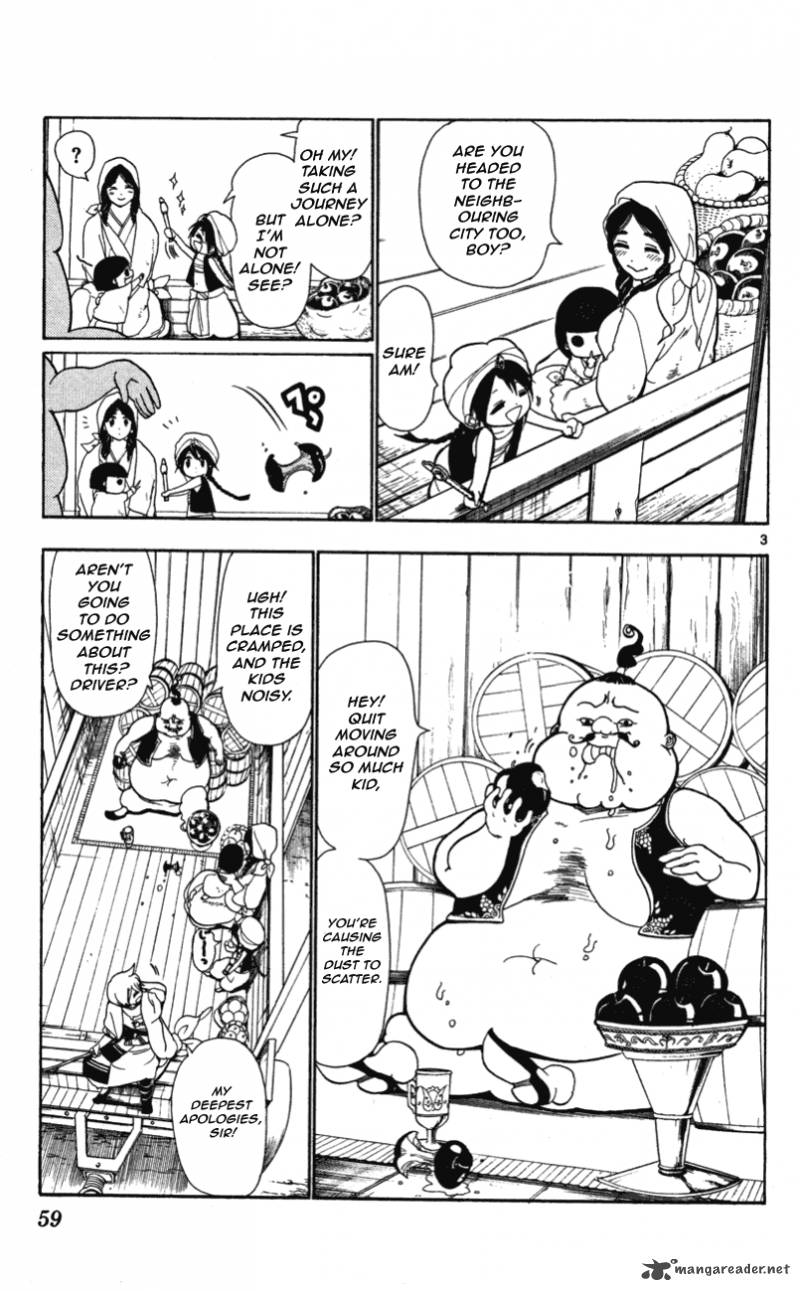 ARE YOU
HEADED
TO THE
NEIGHB-
OURING
CITY TOO,
BOY?
SURE
AM!
OH MY!
TAKING
SUCH A
JOURNEY
ALONE?
BUT
I'M
NOT
ALONE!
SEE?
?
3
HEY!
QUIT
MOVING
AROUND
SO MUCH
KID,
YOU'RE
CAUSING
THE
DUST TO
SCATTER.
UGH!
THIS
PLACE IS
CRAMPED,
AND THE
KIDS
NOISY.
AREN'T
YOU
GOING
TO DO
SOMETHING
ABOUT
THIS?
DRIVER?
MY
DEEPEST
APOLOGIES,
SIR!
59
mangareader.net